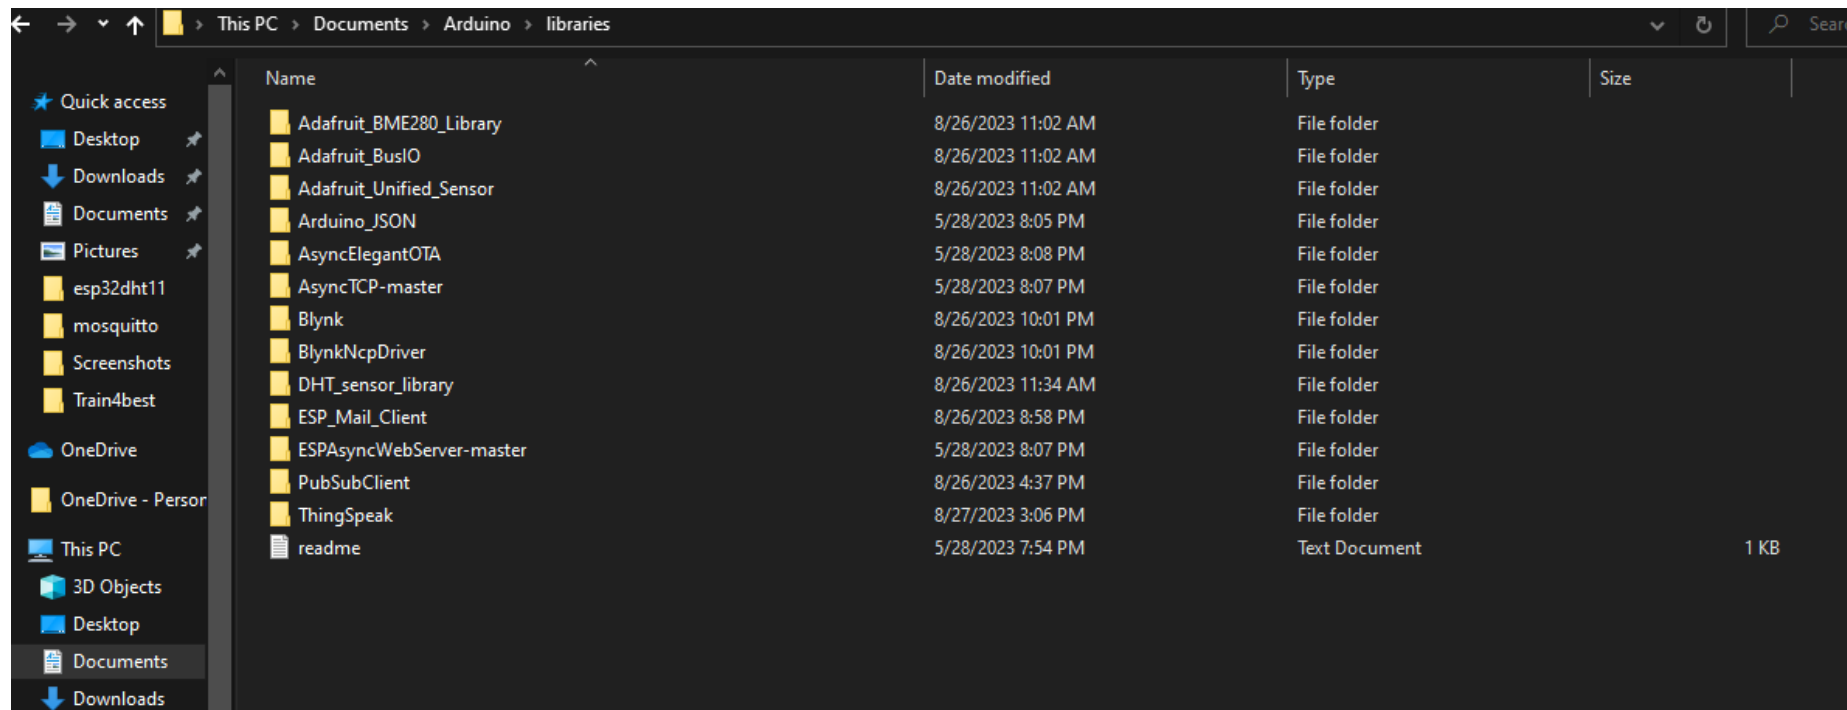 This PC > Documents > Arduino > libraries
Sear
Name Date modified Type Size
Quick access
Desktop
Downloads
Documents
Pictures
esp32dht11
mosquitto
Screenshots
Train4best
OneDrive
OneDrive - Person
This PC
3D Objects
Desktop
Documents
Downloads
Adafruit_BME280_Library 8/26/2023 11:02 AM File folder
Adafruit_BusIO 8/26/2023 11:02 AM File folder
Adafruit_Unified_Sensor 8/26/2023 11:02 AM File folder
Arduino_JSON 5/28/2023 8:05 PM File folder
AsyncElegantOTA 5/28/2023 8:08 PM File folder
AsyncTCP-master 5/28/2023 8:07 PM File folder
Blynk 8/26/2023 10:01 PM File folder
BlynkNcpDriver 8/26/2023 10:01 PM File folder
DHT_sensor_library 8/26/2023 11:34 AM File folder
ESP_Mail_Client 8/26/2023 8:58 PM File folder
ESPAsyncWebServer-master 5/28/2023 8:07 PM File folder
PubSubClient 8/26/2023 4:37 PM File folder
ThingSpeak 8/27/2023 3:06 PM File folder
readme 5/28/2023 7:54 PM Text Document 1 KB